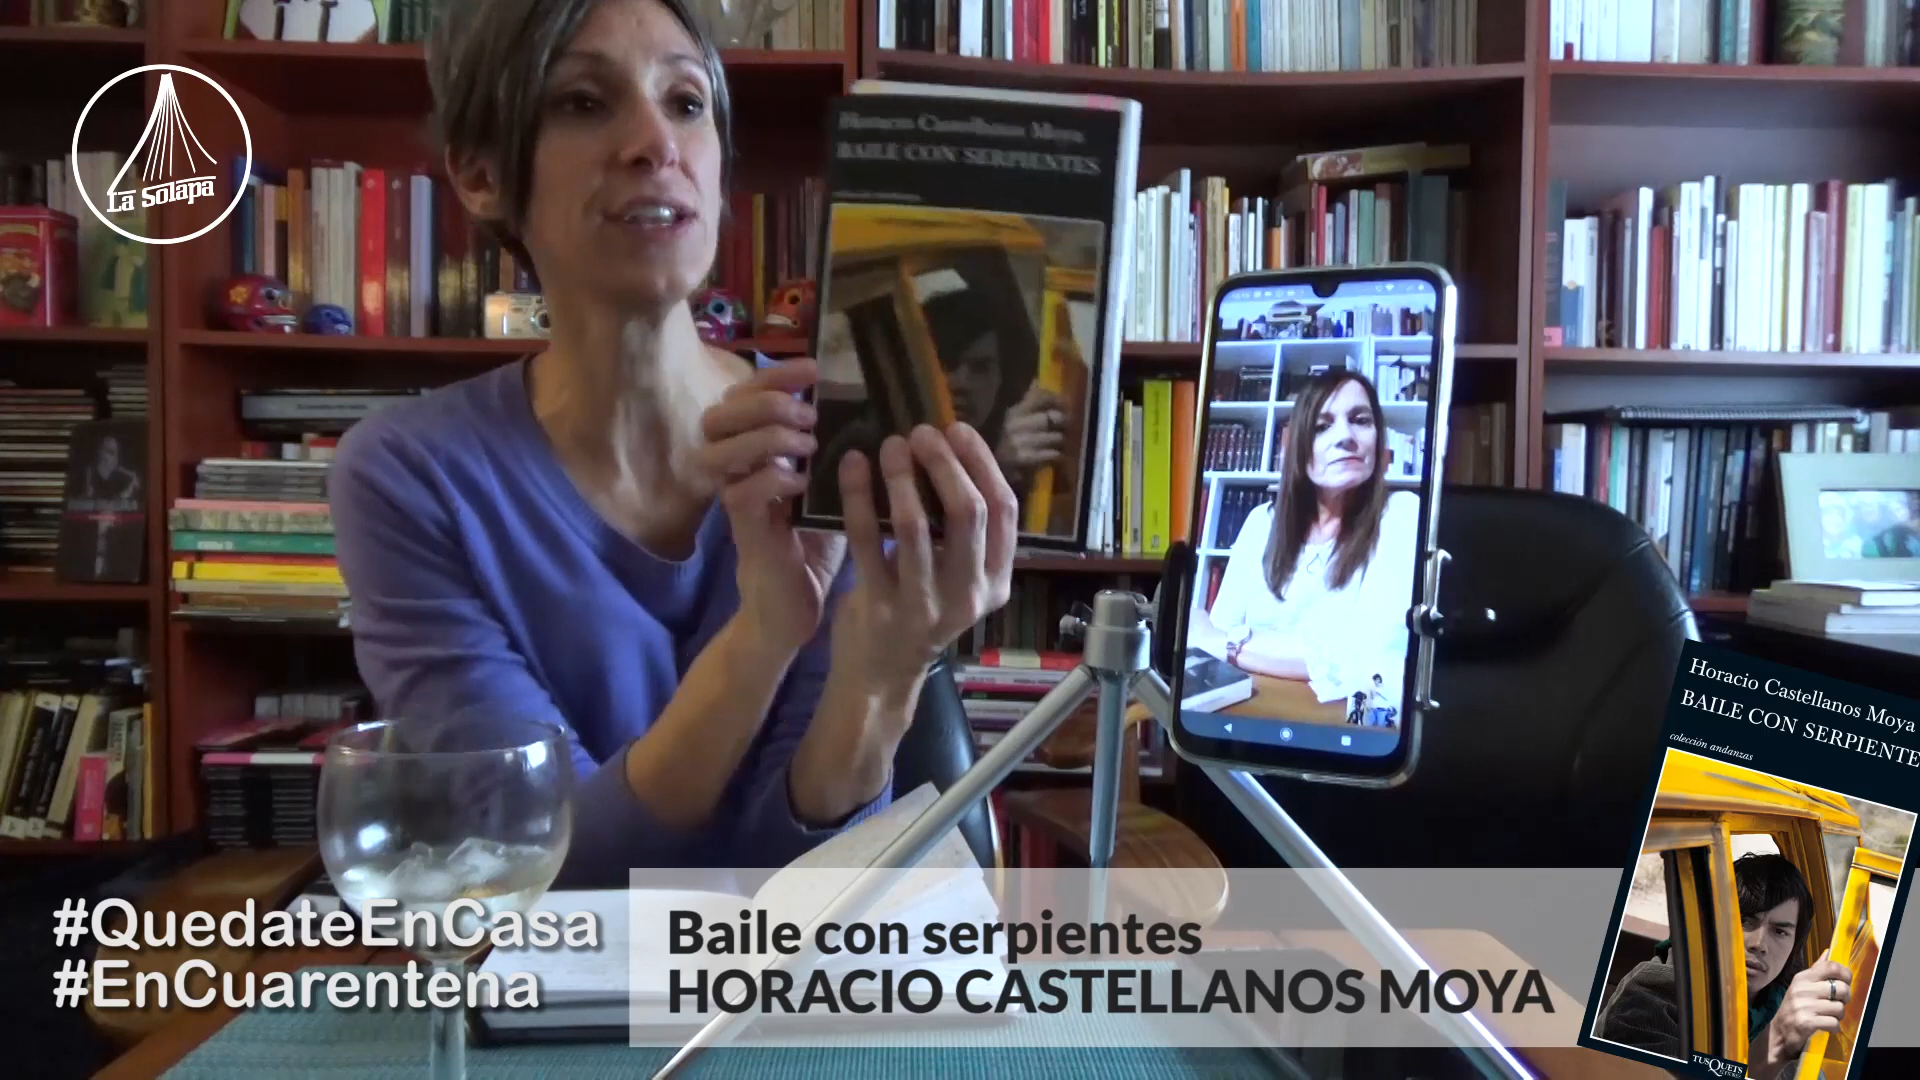 La Solapa
Horacio Castellanos Moya
BAILE CON SERPIENTES
Horacio Castellanos Moya
BAILE CON SERPIENTE
colección andanzas
TUSQUETS
#QuedateEnCasa
#EnCuarentena
Baile con serpientes
HORACIO CASTELLANOS MOYA